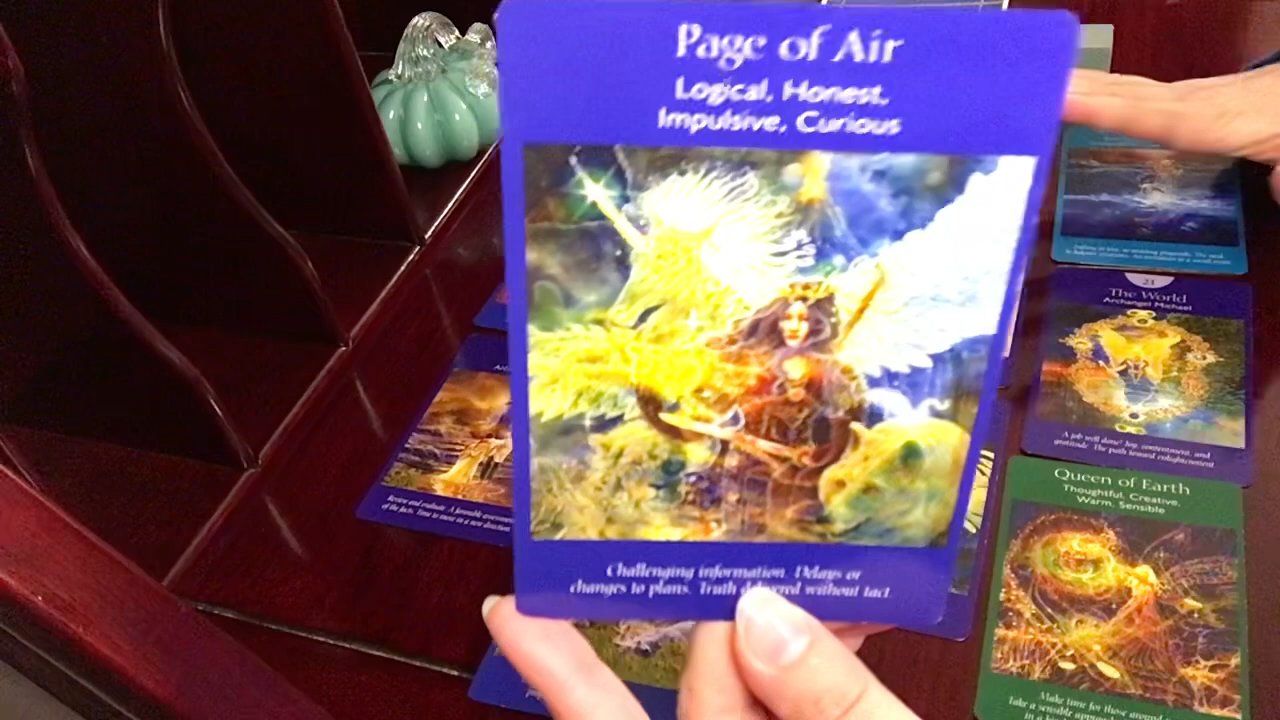 Page of Air
Logical, Honest,
Impulsive, Curious
Challenging information. Delays or
changes to plans. Truth delivered without tact.
21
The World
Archangel Michael
A job well done! Joy, contentment, and
gratitude. The path toward enlightenment
Queen of Earth
Thoughtful, Creative,
Warm, Sensible
Make time for those around
Take a sensible
in a
Review and evaluate. A favorable
of the facts. Time to move in a new direction.